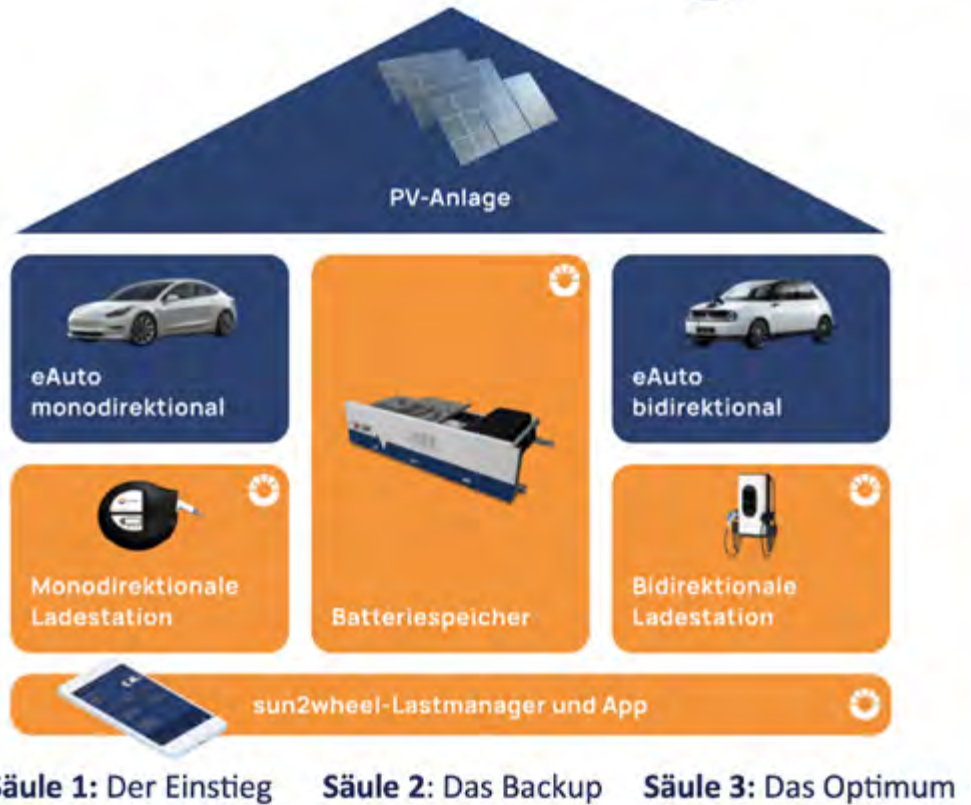 PV-Anlage
eAuto
monodirektional
eAuto
bidirektional
Monodirektionale
Ladestation
Batteriespeicher
Bidirektionale
Ladestation
sun2wheel-Lastmanager und App
Säule 1: Der Einstieg
Säule 2: Das Backup
Säule 3: Das Optimum